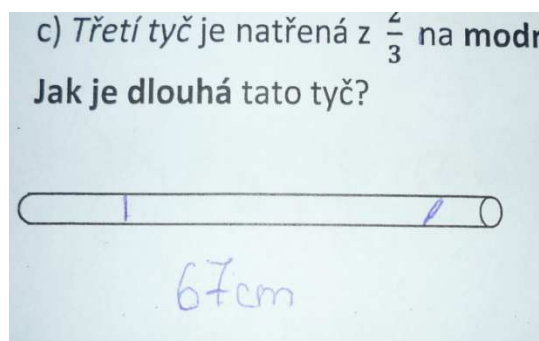 c) Třetí tyč je natřená z 2/3 na modr
Jak je dlouhá tato tyč?
67cm